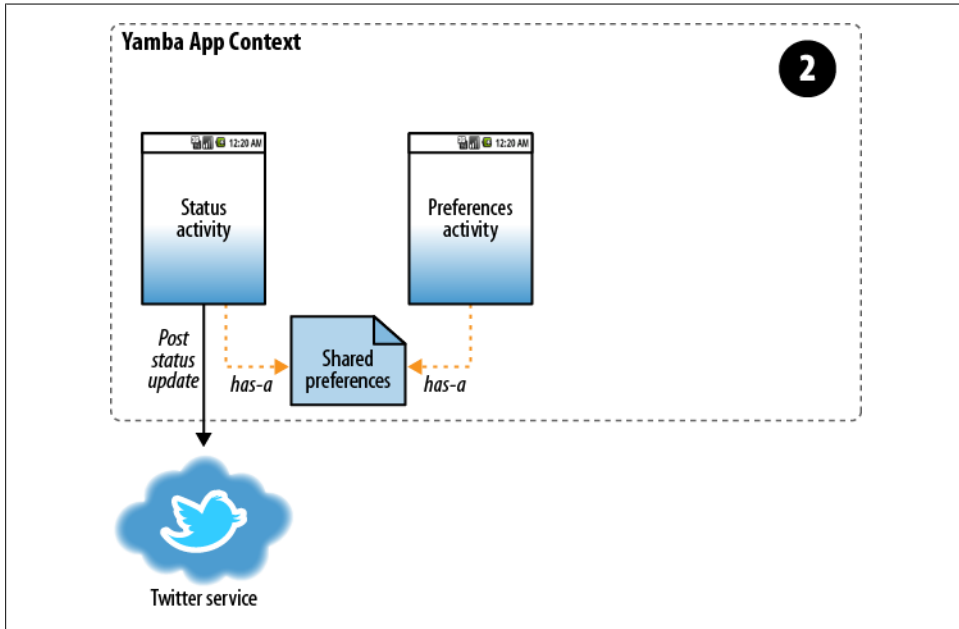 Yamba App Context
2
12:20 AM
12:20 AM
Status
activity
Preferences
activity
Post
status
update
has-a
Shared
preferences
has-a
Twitter service